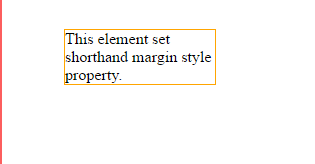 This element set
shorthand margin style
property.